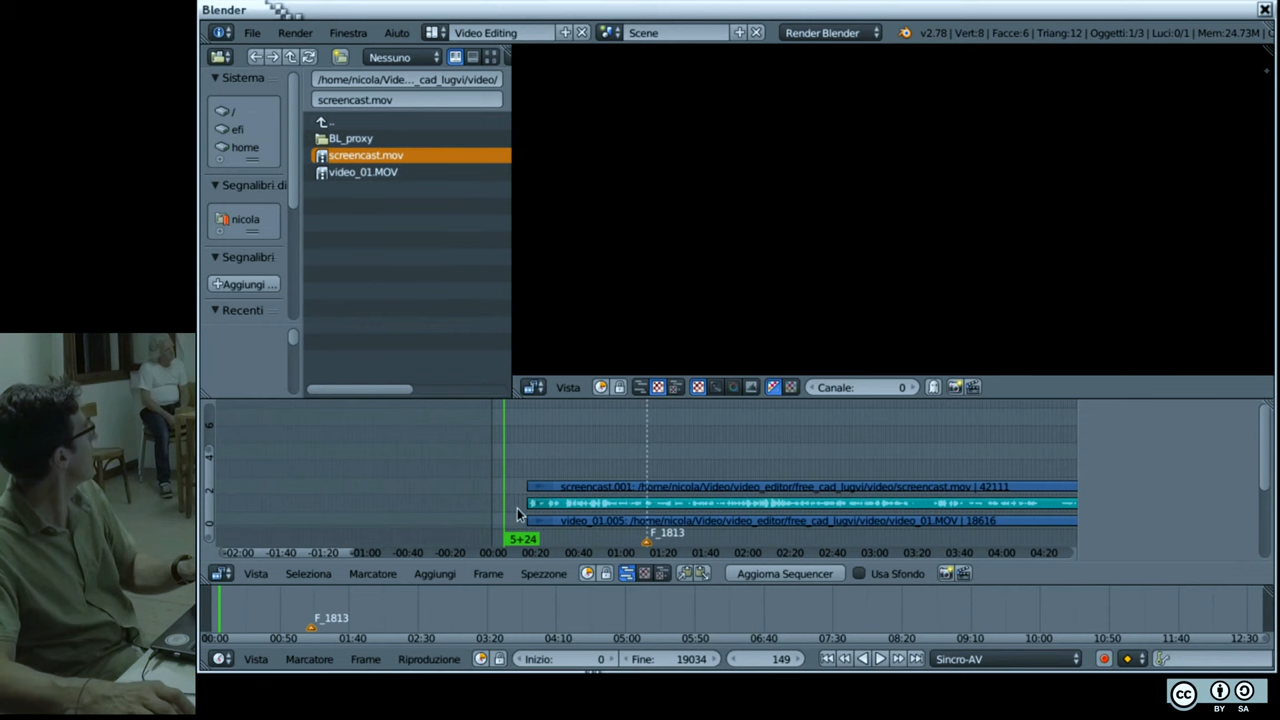 Blender
File Render Finestra Aiuto Video Editing Scene Render Blender v2.78 | Vert:8 | Facce:6 | Triang:12 | Oggetti:1/3 | Luci:0/1 | Mem:24.73M
Nessuno
Sistema
/
efi
home
Segnalibri di
nicola
Segnalibri
Aggiungi ...
Recenti
/home/nicola/Vide..._cad_lugvi/video/
screencast.mov
..
BL_proxy
screencast.mov
video_01.MOV
Vista Canale: 0
6
4
2
0
screencast.001: /home/nicola/Video/video_editor/free_cad_lugvi/video/screencast.mov | 42111
video_01.005: /home/nicola/Video/video_editor/free_cad_lugvi/video/video_01.MOV | 18616
F_1813
5+24
-02:00 -01:40 -01:20 -01:00 -00:40 -00:20 00:00 00:20 00:40 01:00 01:20 01:40 02:00 02:20 02:40 03:00 03:20 03:40 04:00 04:20
Vista Seleziona Marcatore Aggiungi Frame Spezzone Aggiorna Sequencer Usa Sfondo
F_1813
00:00 00:50 01:40 02:30 03:20 04:10 05:00 05:50 06:40 07:30 08:20 09:10 10:00 10:50 11:40 12:30
Vista Marcatore Frame Riproduzione Inizio: 0 Fine: 19034 149 Sincro-AV
cc BY SA